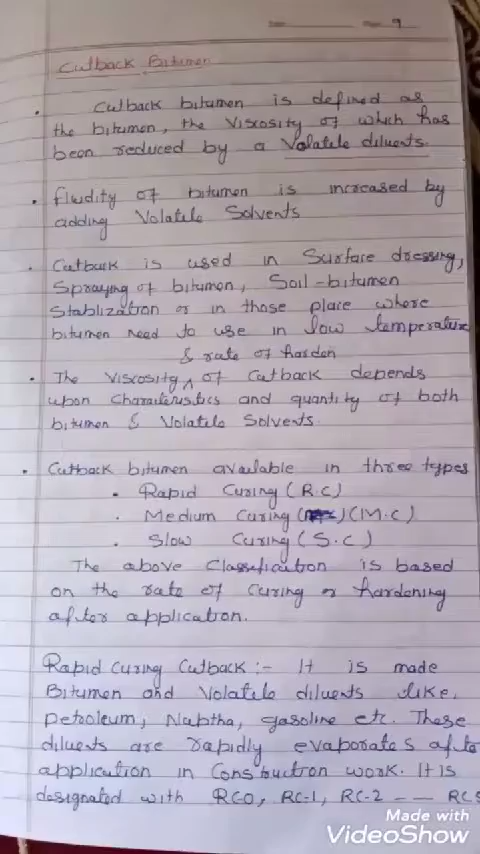 9
Cutback Bitumen
• Cutback bitumen is defined as
the bitumen, the Viscosity of which has
been reduced by a Volatile diluents.
• fluidity of bitumen is increased by
adding Volatile Solvents
• Cutback is used in Surface dressing,
Spraying of bitumen, Soil-bitumen
Stablization or in those place where
bitumen need to use in low temperature
& rate of harden
• The Viscosity ^ of Cutback depends
upon characteristics and quantity of both
bitumen & Volatile Solvents.
• Cutback bitumen available in three types
• Rapid Curing (R.C)
• Medium Curing (M.C)
• Slow Curing (S.C)
The above Classification is based
on the rate of Curing or hardening
after application.
Rapid Curing Cutback :- It is made
Bitumen and Volatile diluents like,
petroleum, Naptha, gasoline etc. These
diluents are rapidly evaporates afte
application in Construction work. It is
designated with RC0, RC-1, RC-2 -- RC5
Made with
VideoShow